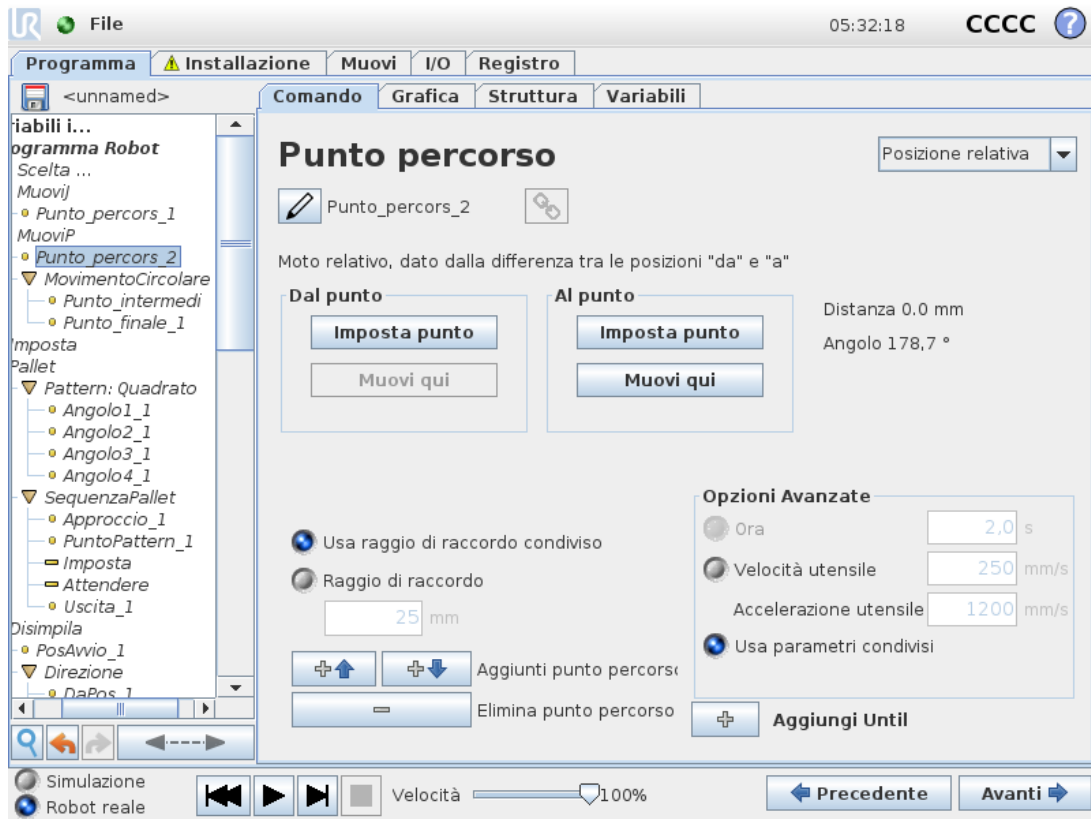 UR
File
05:32:18
CCCC
?
Programma
Installazione
Muovi
I/O
Registro
<unnamed>
Comando
Grafica
Struttura
Variabili
riabili i...
ogramma Robot
Scelta ...
MuoviJ
Punto_percors_1
MuoviP
Punto_percors_2
MovimentoCircolare
Punto_intermedi
Punto_finale_1
Imposta
Pallet
Pattern: Quadrato
Angolo1_1
Angolo2_1
Angolo3_1
Angolo4_1
SequenzaPallet
Approccio_1
PuntoPattern_1
Imposta
Attendere
Uscita_1
Disimpila
PosAvvio_1
Direzione
DaPos_1
Punto percorso
Posizione relativa
Punto_percors_2
Moto relativo, dato dalla differenza tra le posizioni "da" e "a"
Dal punto
Imposta punto
Muovi qui
Al punto
Imposta punto
Muovi qui
Distanza 0.0 mm
Angolo 178,7 °
Usa raggio di raccordo condiviso
Raggio di raccordo
25 mm
Aggiunti punto percorso
Elimina punto percorso
Opzioni Avanzate
Ora 2,0 s
Velocità utensile 250 mm/s
Accelerazione utensile 1200 mm/s
Usa parametri condivisi
Aggiungi Until
Simulazione
Robot reale
Velocità
100%
Precedente
Avanti